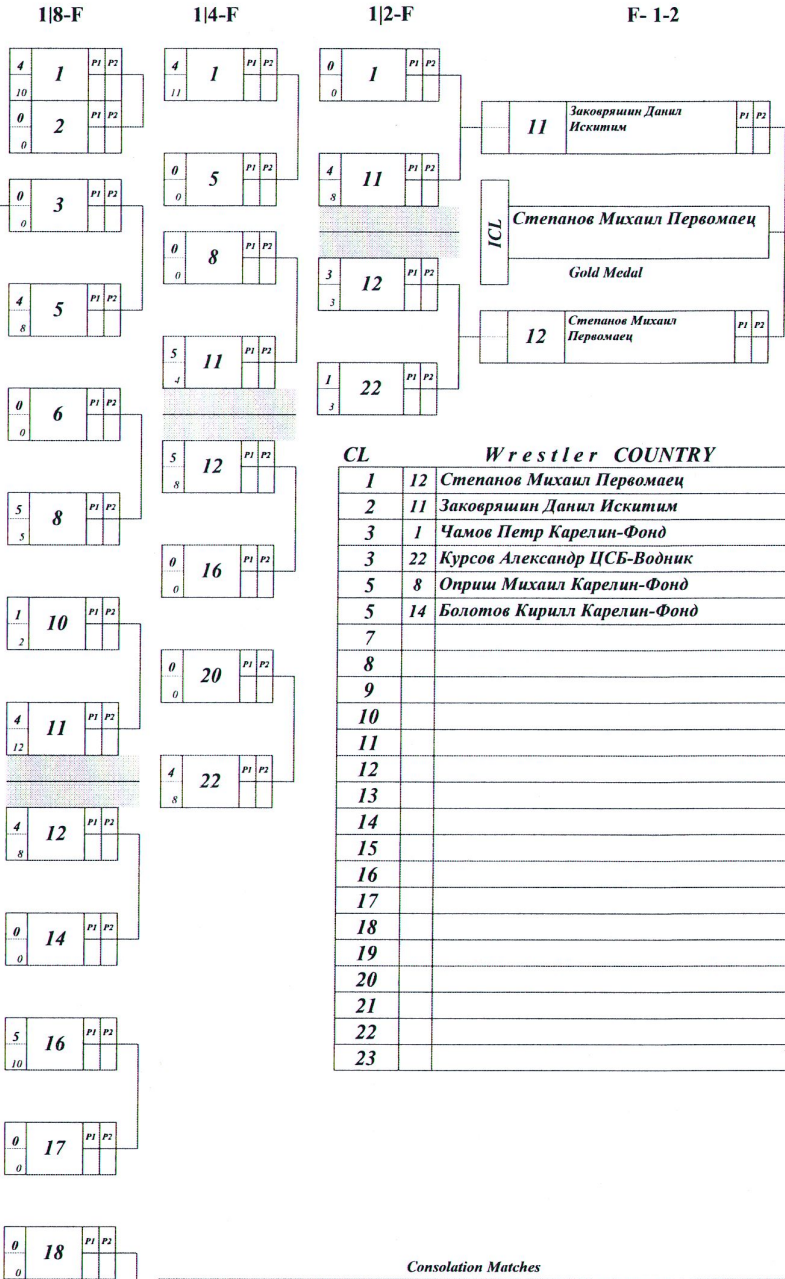 1|8-F 1|4-F 1|2-F F- 1-2
4 10 1 P1 P2
0 0 2 P1 P2
0 0 3 P1 P2
4 8 5 P1 P2
0 0 6 P1 P2
5 5 8 P1 P2
1 2 10 P1 P2
4 12 11 P1 P2
4 8 12 P1 P2
0 0 14 P1 P2
5 10 16 P1 P2
0 0 17 P1 P2
0 0 18 P1 P2
4 11 1 P1 P2
0 0 5 P1 P2
0 0 8 P1 P2
5 4 11 P1 P2
5 8 12 P1 P2
0 0 16 P1 P2
0 0 20 P1 P2
4 8 22 P1 P2
0 0 1 P1 P2
4 8 11 P1 P2
3 3 12 P1 P2
1 3 22 P1 P2
11 Заковряшин Данил P1 P2
Искитим
ICL Степанов Михаил Первомаец
Gold Medal
12 Степанов Михаил P1 P2
Первомаец
CL Wrestler COUNTRY
1 12 Степанов Михаил Первомаец
2 11 Заковряшин Данил Искитим
3 1 Чамов Петр Карелин-Фонд
3 22 Курсов Александр ЦСБ-Водник
5 8 Оприш Михаил Карелин-Фонд
5 14 Болотов Кирилл Карелин-Фонд
7
8
9
10
11
12
13
14
15
16
17
18
19
20
21
22
23
Consolation Matches